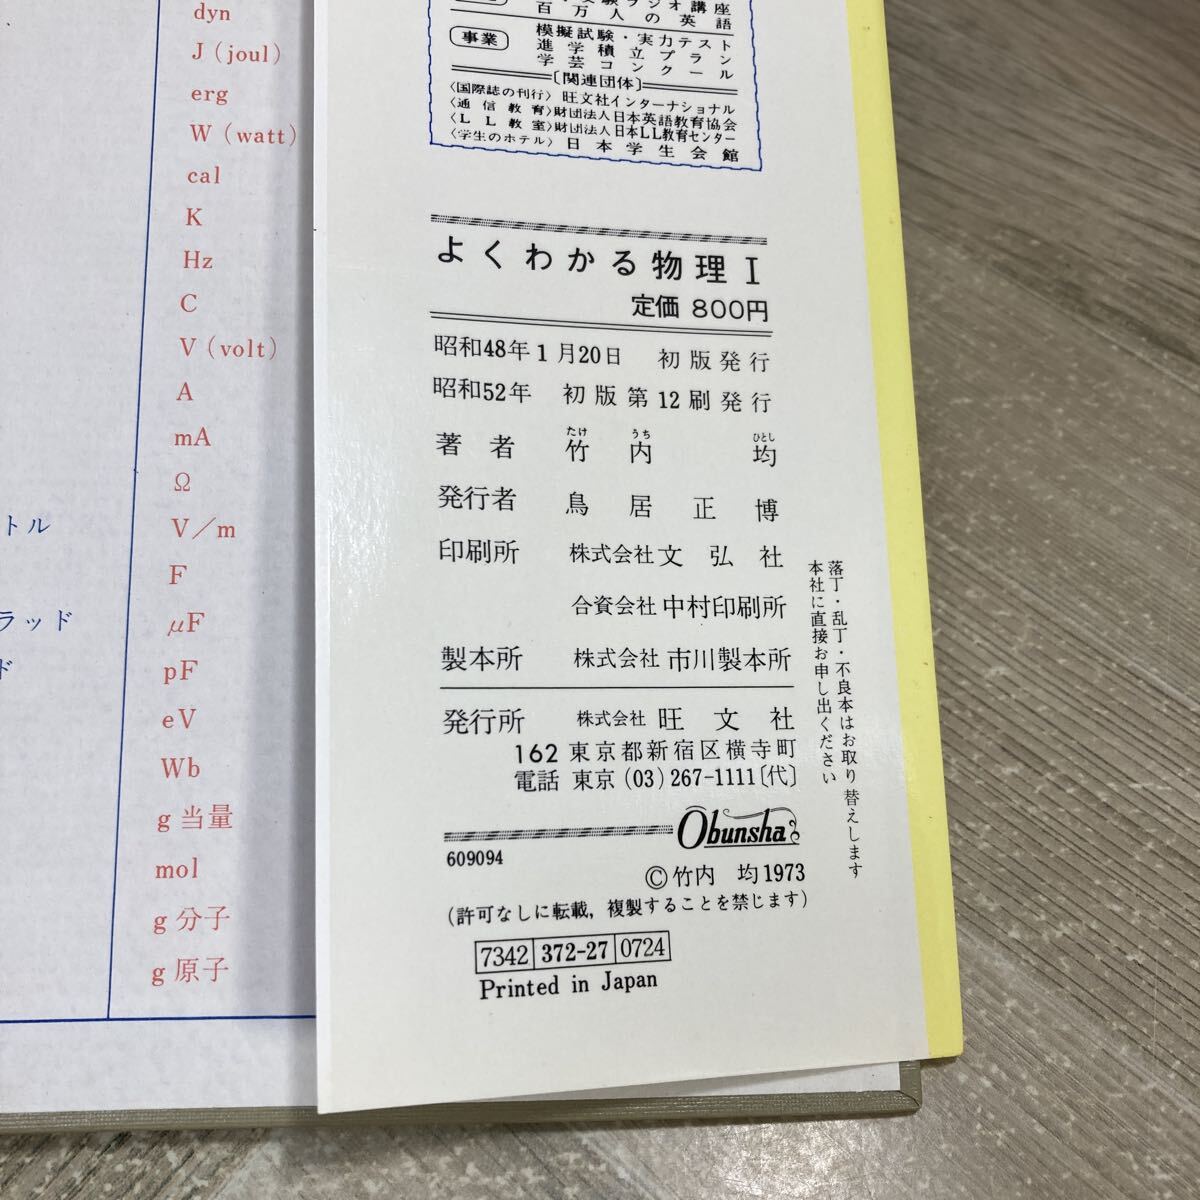 dyn
J (joul)
erg
W (watt)
cal
K
Hz
C
V (volt)
A
mA
Ω
V／m
F
μF
pF
eV
Wb
g 当量
mol
g 分子
g 原子
トル
ラッド
ド
ラジオ講座
百万人の英語
事業
模擬試験・実力テスト
進学積立プラン
学芸コンクール
〔関連団体〕
〈国際誌の刊行〉旺文社インターナショナル
〈通信教育〉財団法人日本英語教育協会
〈ＬＬ教室〉財団法人日本LL教育センター
〈学生のホテル〉日本学生会館
よくわかる物理 I
定価 800円
昭和48年1月20日 初版発行
昭和52年 初版第12刷発行
たけ うち ひとし
著者 竹内 均
発行者 鳥居正博
印刷所 株式会社 文弘社
合資会社 中村印刷所
製本所 株式会社 市川製本所
発行所 株式会社 旺文社
162 東京都新宿区横寺町
電話 東京 (03) 267-1111〔代〕
Obunsha
609094
©竹内 均 1973
(許可なしに転載，複製することを禁じます)
7342 372-27 0724
Printed in Japan
落丁・乱丁・不良本はお取り替えします
本社に直接お申し出ください